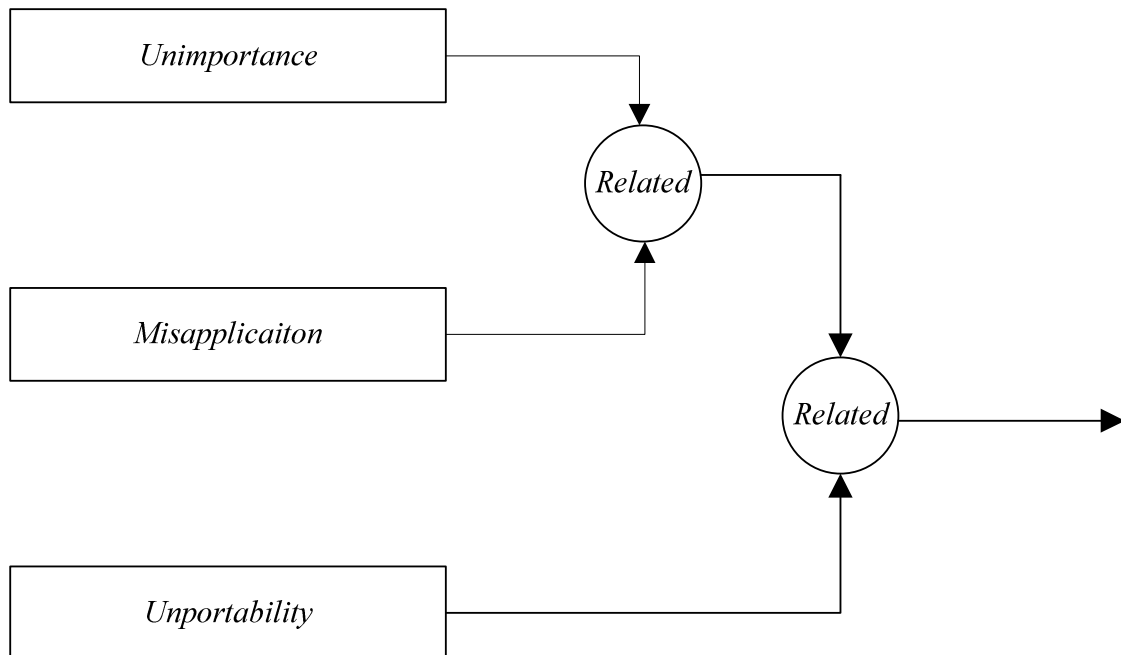 Unimportance
Related
Misapplicaiton
Related
Unportability